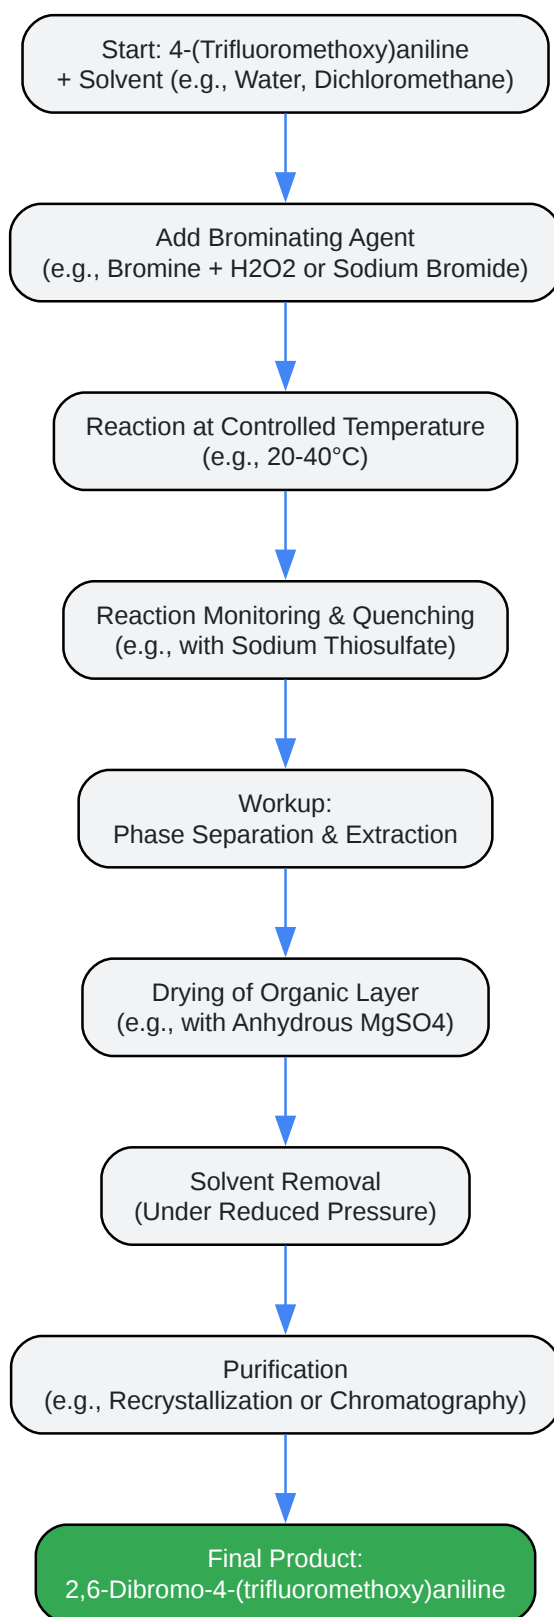 Start: 4-(Trifluoromethoxy)aniline
+ Solvent (e.g., Water, Dichloromethane)
Add Brominating Agent
(e.g., Bromine + H2O2 or Sodium Bromide)
Reaction at Controlled Temperature
(e.g., 20-40°C)
Reaction Monitoring & Quenching
(e.g., with Sodium Thiosulfate)
Workup:
Phase Separation & Extraction
Drying of Organic Layer
(e.g., with Anhydrous MgSO4)
Solvent Removal
(Under Reduced Pressure)
Purification
(e.g., Recrystallization or Chromatography)
Final Product:
2,6-Dibromo-4-(trifluoromethoxy)aniline